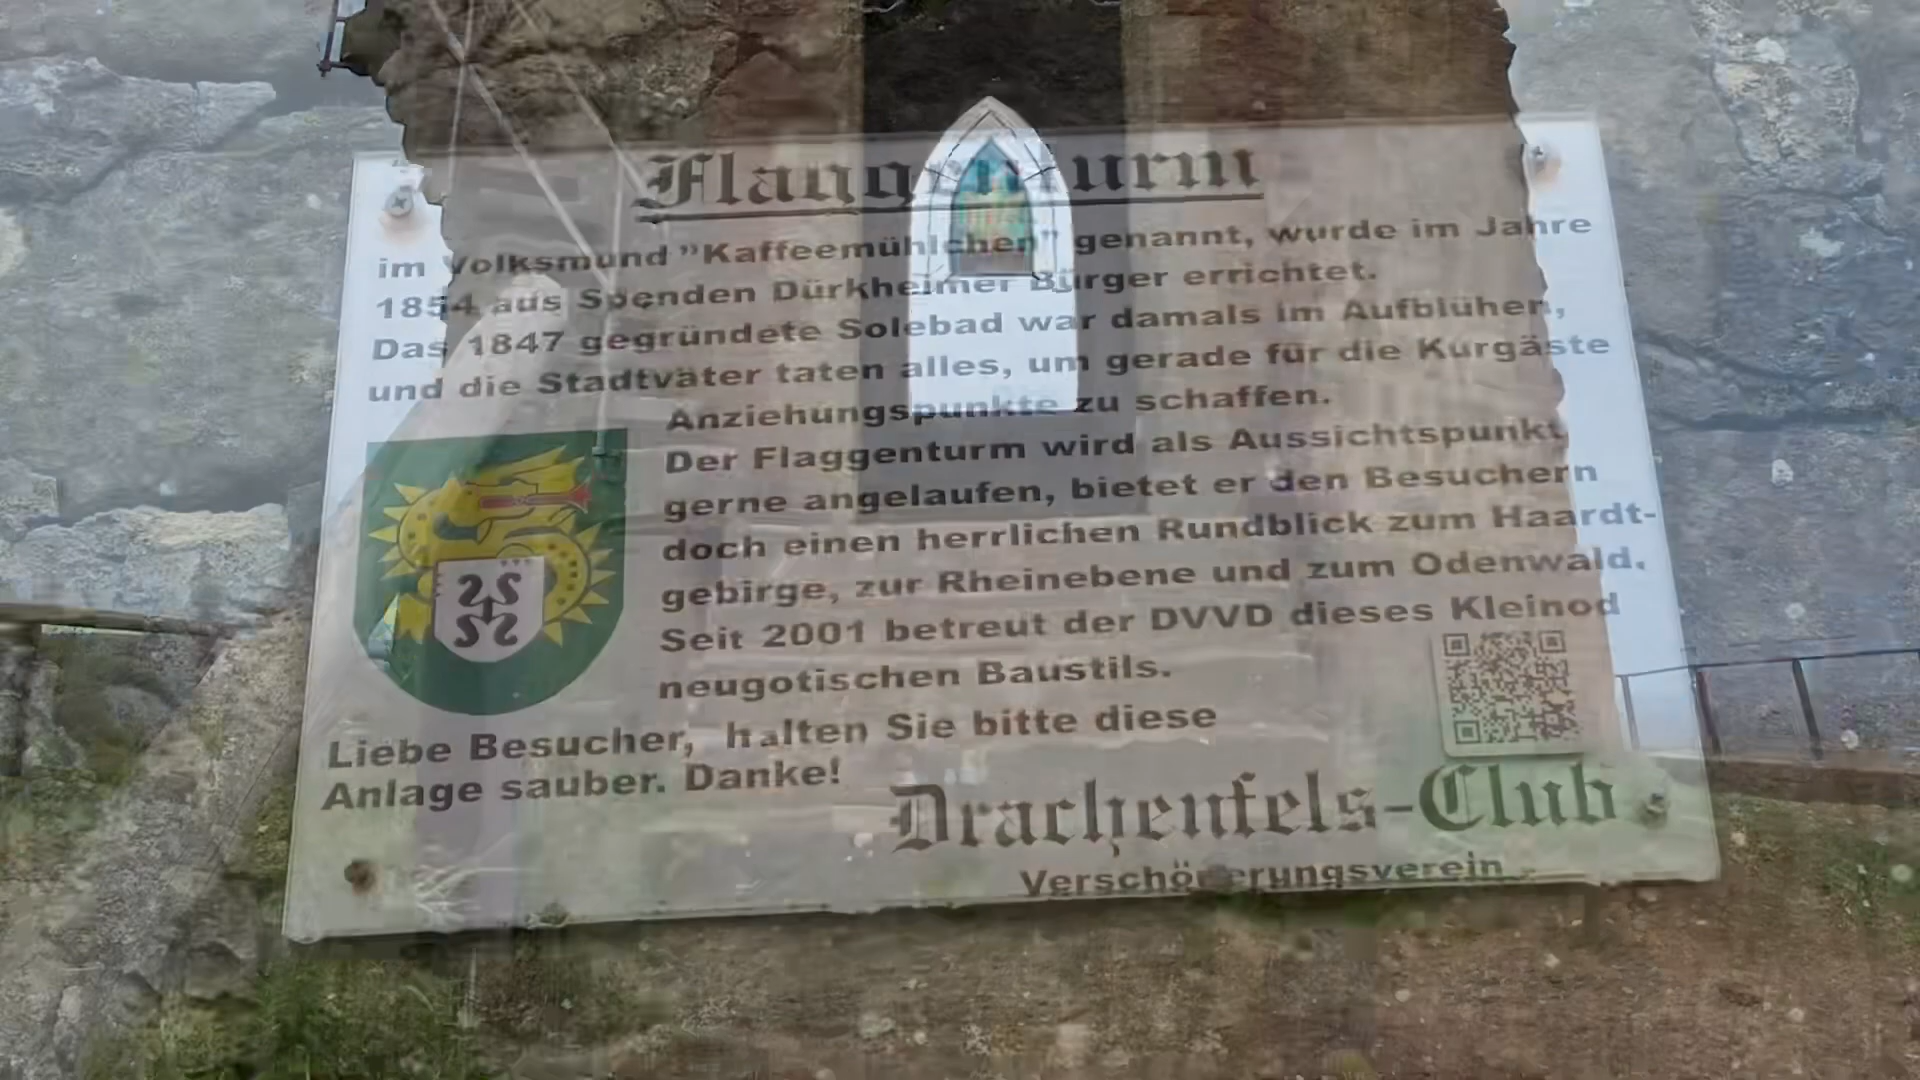 Flaggenturm
im Volksmund "Kaffeemühlchen" genannt, wurde im Jahre
1854 aus Spenden Dürkheimer Bürger errichtet.
Das 1847 gegründete Solebad war damals im Aufblühen,
und die Stadtväter taten alles, um gerade für die Kurgäste
Anziehungspunkte zu schaffen.
Der Flaggenturm wird als Aussichtspunkt
gerne angelaufen, bietet er den Besuchern
doch einen herrlichen Rundblick zum Haardt-
gebirge, zur Rheinebene und zum Odenwald.
Seit 2001 betreut der DVVD dieses Kleinod
neugotischen Baustils.
Liebe Besucher, halten Sie bitte diese
Anlage sauber. Danke!
Drachenfels-Club
Verschönerungsverein